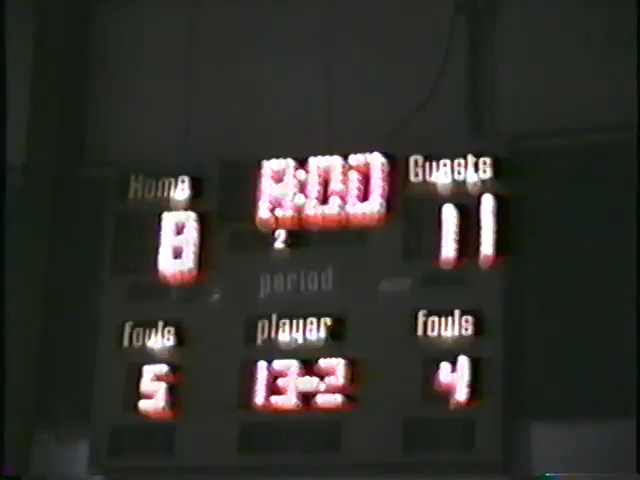 Home 8:00 Guests
8 2 11
period
fouls player fouls
5 13-2 4